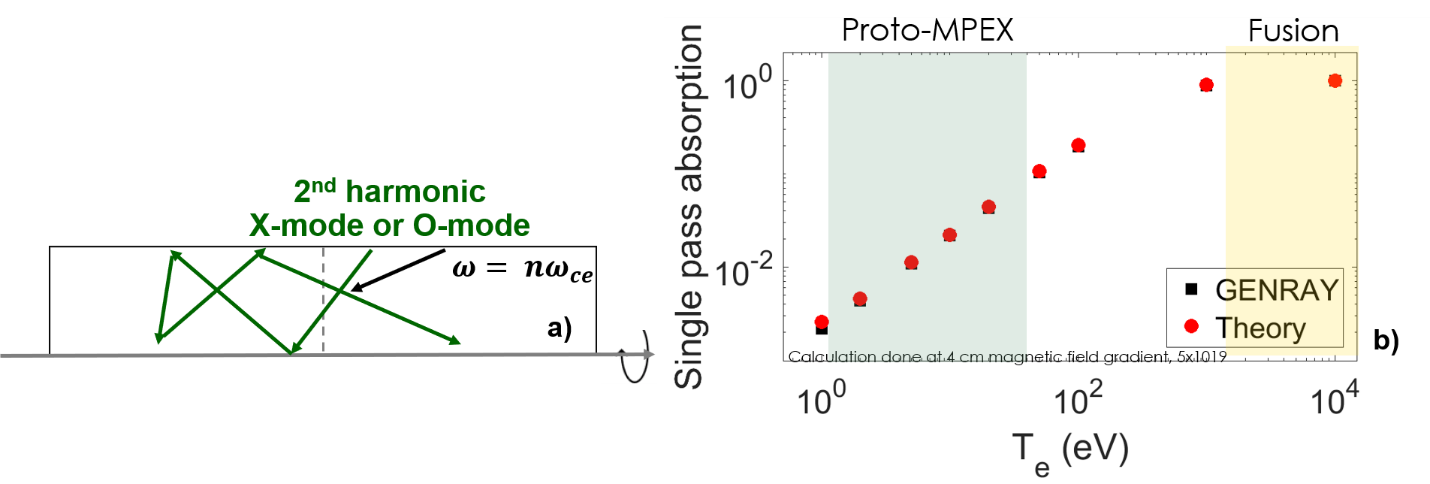 2nd harmonic
X-mode or O-mode
ω = nωce
a)
Proto-MPEX
Fusion
Single pass absorption
10^0
10^-2
GENRAY
Theory
Calculation done at 4 cm magnetic field gradient, 5x1019
b)
10^0 10^2 10^4
Te (eV)